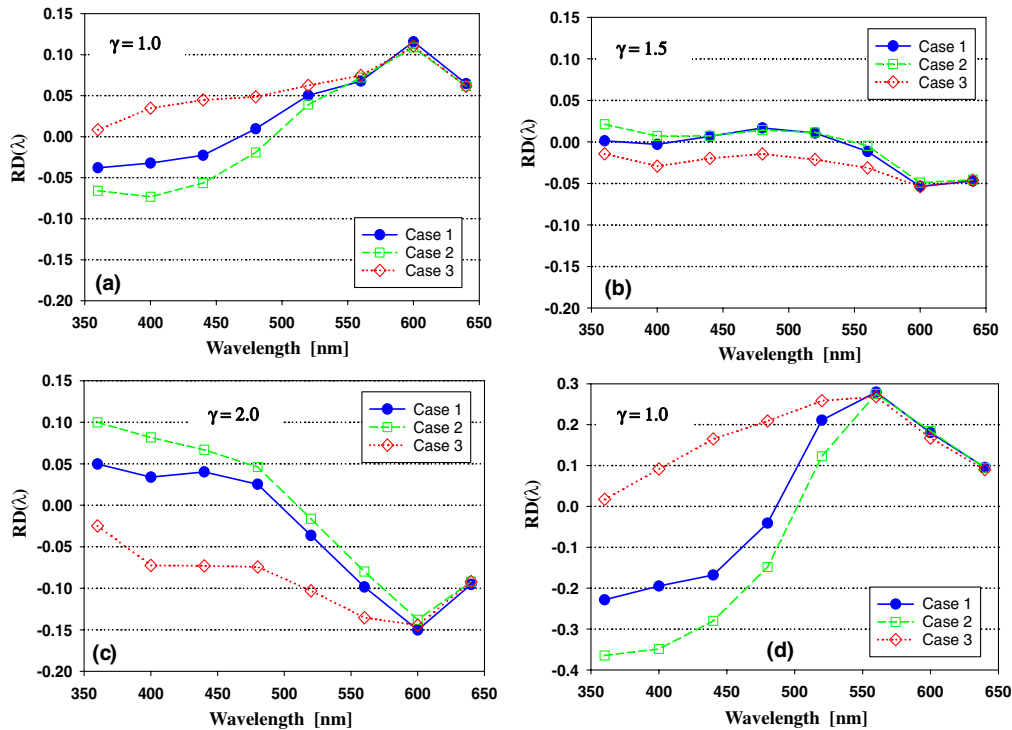 0.15
0.10
0.05
0.00
-0.05
-0.10
-0.15
-0.20
RD(λ)
γ = 1.0
Case 1
Case 2
Case 3
(a)
350 400 450 500 550 600 650
Wavelength [nm]
0.15
0.10
0.05
0.00
-0.05
-0.10
-0.15
-0.20
RD(λ)
γ = 1.5
Case 1
Case 2
Case 3
(b)
350 400 450 500 550 600 650
Wavelength [nm]
0.15
0.10
0.05
0.00
-0.05
-0.10
-0.15
-0.20
RD(λ)
γ = 2.0
Case 1
Case 2
Case 3
(c)
350 400 450 500 550 600 650
Wavelength [nm]
0.3
0.2
0.1
0.0
-0.1
-0.2
-0.3
-0.4
RD(λ)
γ = 1.0
Case 1
Case 2
Case 3
(d)
350 400 450 500 550 600 650
Wavelength [nm]